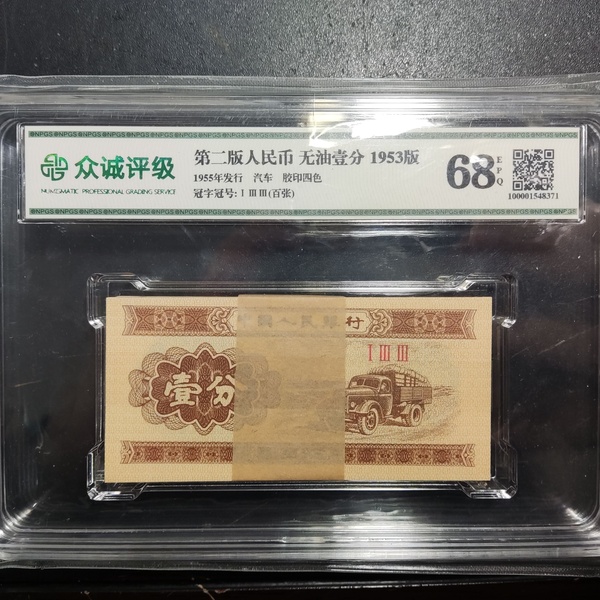 众诚评级
NUMISMATIC PROFESSIONAL GRADING SERVICE
第二版人民币 无油壹分 1953版
1955年发行 汽车 胶印四色
冠字冠号: I III III(百张)
68 EPQ
100001548371
中国人民银行
I III III
壹分